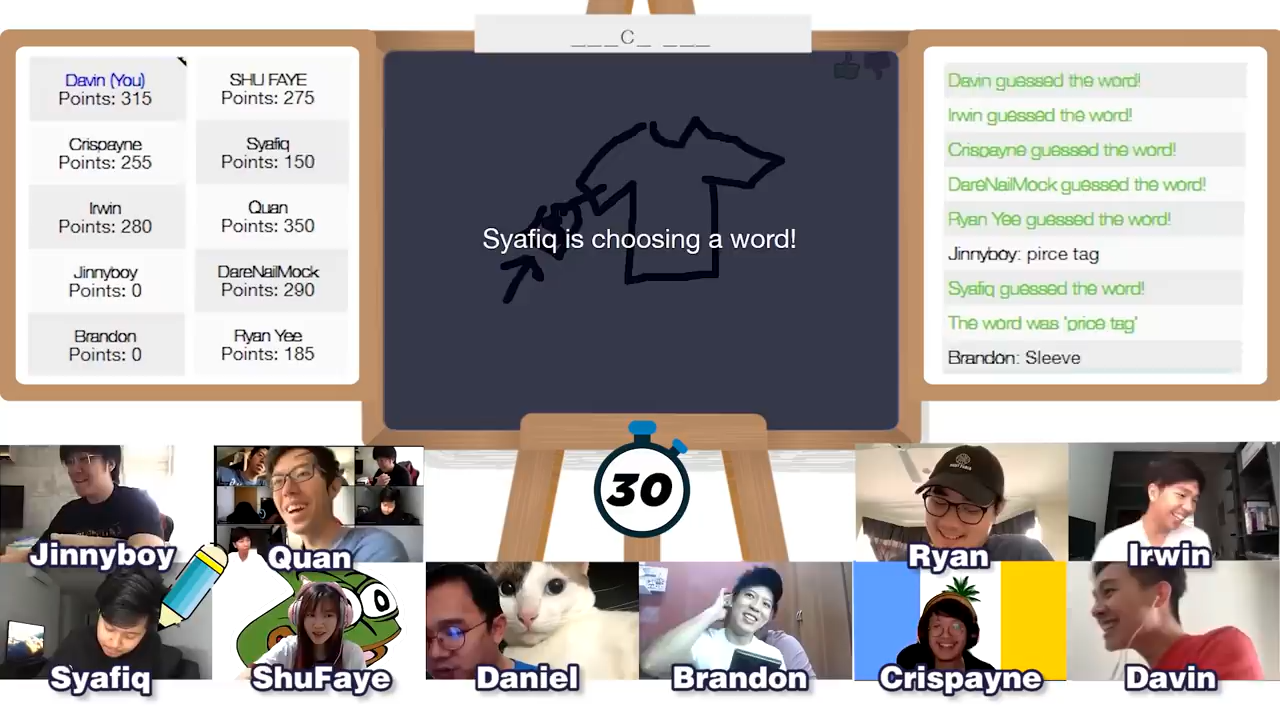 ___C_ ___
Davin (You)
Points: 315
SHU FAYE
Points: 275
Crispayne
Points: 255
Syafiq
Points: 150
Irwin
Points: 280
Quan
Points: 350
Jinnyboy
Points: 0
DareNailMock
Points: 290
Brandon
Points: 0
Ryan Yee
Points: 185
Syafiq is choosing a word!
Davin guessed the word!
Irwin guessed the word!
Crispayne guessed the word!
DareNailMock guessed the word!
Ryan Yee guessed the word!
Jinnyboy: pirce tag
Syafiq guessed the word!
The word was 'price tag'
Brandon: Sleeve
30
Jinnyboy
Quan
Ryan
Irwin
Syafiq
ShuFaye
Daniel
Brandon
Crispayne
Davin